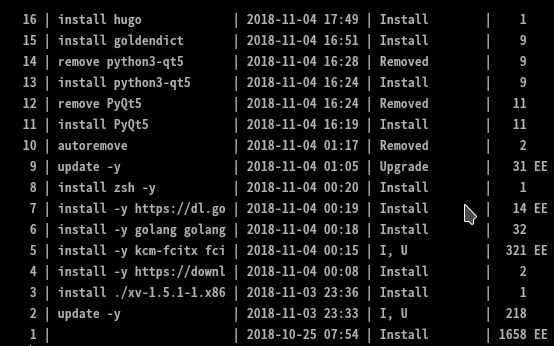 16 | install hugo | 2018-11-04 17:49 | Install | 1
15 | install goldendict | 2018-11-04 16:51 | Install | 9
14 | remove python3-qt5 | 2018-11-04 16:28 | Removed | 9
13 | install python3-qt5 | 2018-11-04 16:24 | Install | 9
12 | remove PyQt5 | 2018-11-04 16:24 | Removed | 11
11 | install PyQt5 | 2018-11-04 16:19 | Install | 11
10 | autoremove | 2018-11-04 01:17 | Removed | 2
9 | update -y | 2018-11-04 01:05 | Upgrade | 31 EE
8 | install zsh -y | 2018-11-04 00:20 | Install | 1
7 | install -y https://dl.go | 2018-11-04 00:19 | Install | 14 EE
6 | install -y golang golang | 2018-11-04 00:18 | Install | 32
5 | install -y kcm-fcitx fci | 2018-11-04 00:15 | I, U | 321 EE
4 | install -y https://downl | 2018-11-04 00:08 | Install | 2
3 | install ./xv-1.5.1-1.x86 | 2018-11-03 23:36 | Install | 1
2 | update -y | 2018-11-03 23:33 | I, U | 218
1 | | 2018-10-25 07:54 | Install | 1658 EE